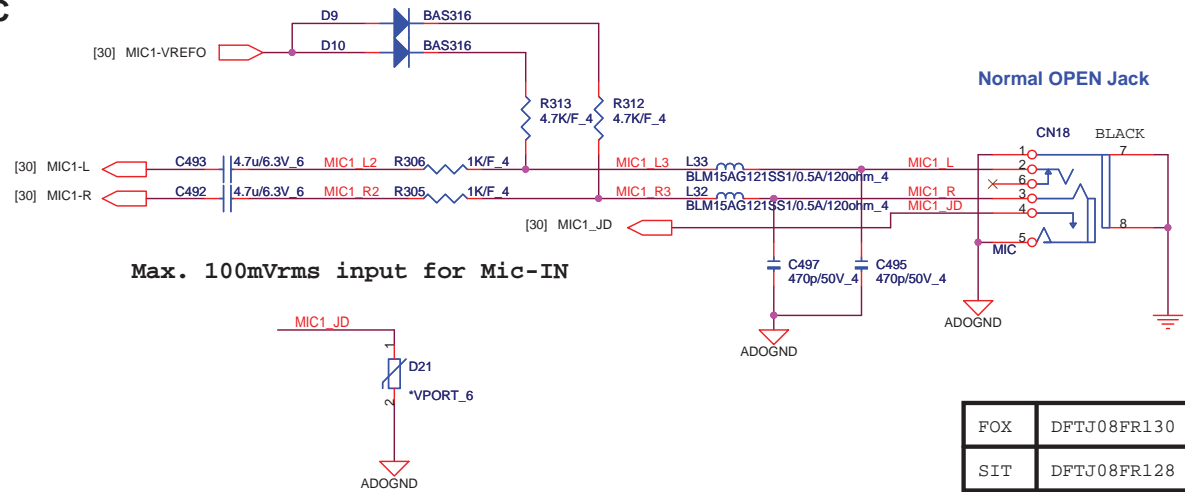 C
D9 BAS316
[30] MIC1-VREFO D10 BAS316
Normal OPEN Jack
R313
4.7K/F_4
R312
4.7K/F_4
CN18 BLACK
[30] MIC1-L C493 4.7u/6.3V_6 MIC1_L2 R306 1K/F_4 MIC1_L3 L33 MIC1_L
BLM15AG121SS1/0.5A/120ohm_4
[30] MIC1-R C492 4.7u/6.3V_6 MIC1_R2 R305 1K/F_4 MIC1_R3 L32 MIC1_R
BLM15AG121SS1/0.5A/120ohm_4
MIC1_JD
[30] MIC1_JD
1
2
6
3
4
5
7
8
MIC
Max. 100mVrms input for Mic-IN
C497
470p/50V_4
C495
470p/50V_4
ADOGND
ADOGND
MIC1_JD
1
D21
*VPORT_6
2
ADOGND
FOX DFTJ08FR130
SIT DFTJ08FR128